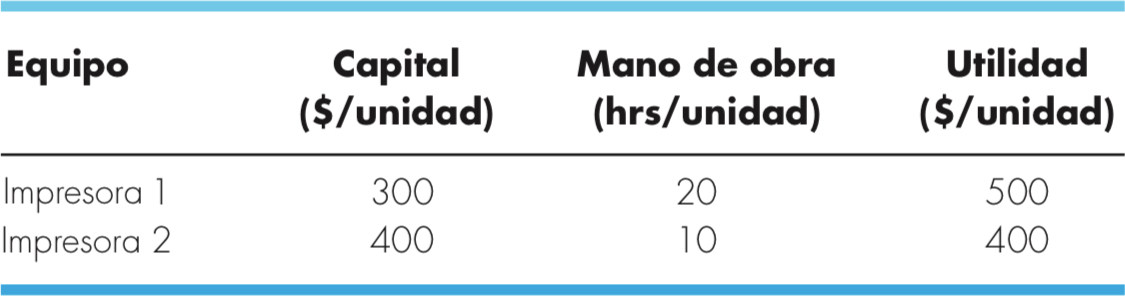 Equipo Capital Mano de obra Utilidad
($/unidad) (hrs/unidad) ($/unidad)
Impresora 1 300 20 500
Impresora 2 400 10 400